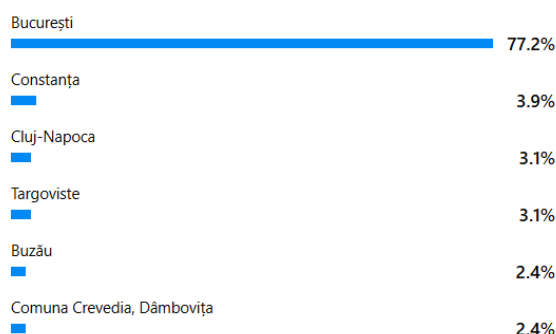 București
77.2%
Constanța
3.9%
Cluj-Napoca
3.1%
Targoviste
3.1%
Buzău
2.4%
Comuna Crevedia, Dâmbovița
2.4%